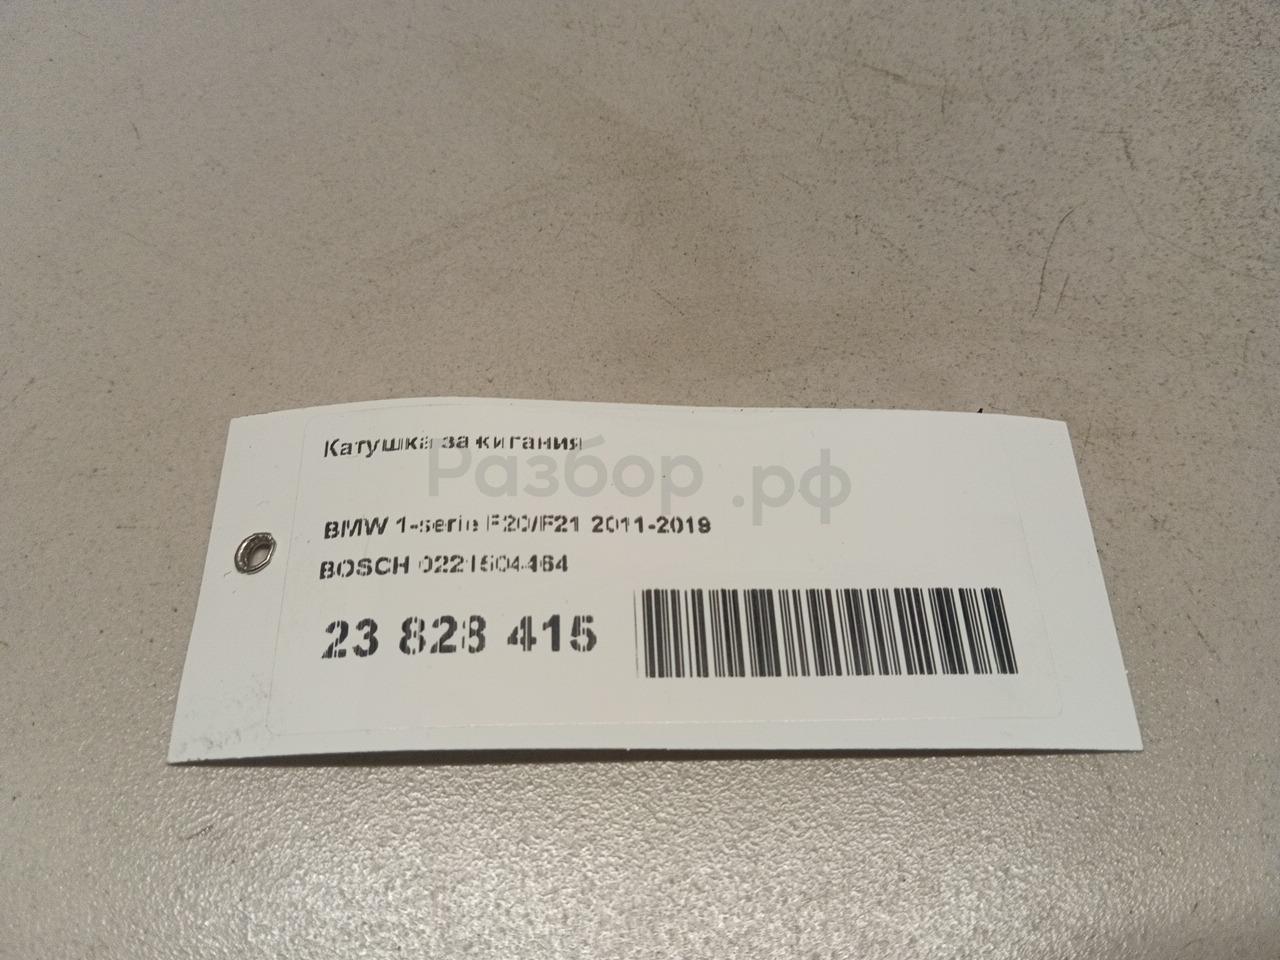 Катушка зажигания
Разбор.рф
BMW 1-serie F20/F21 2011-2019
BOSCH 0221504464
23 828 415